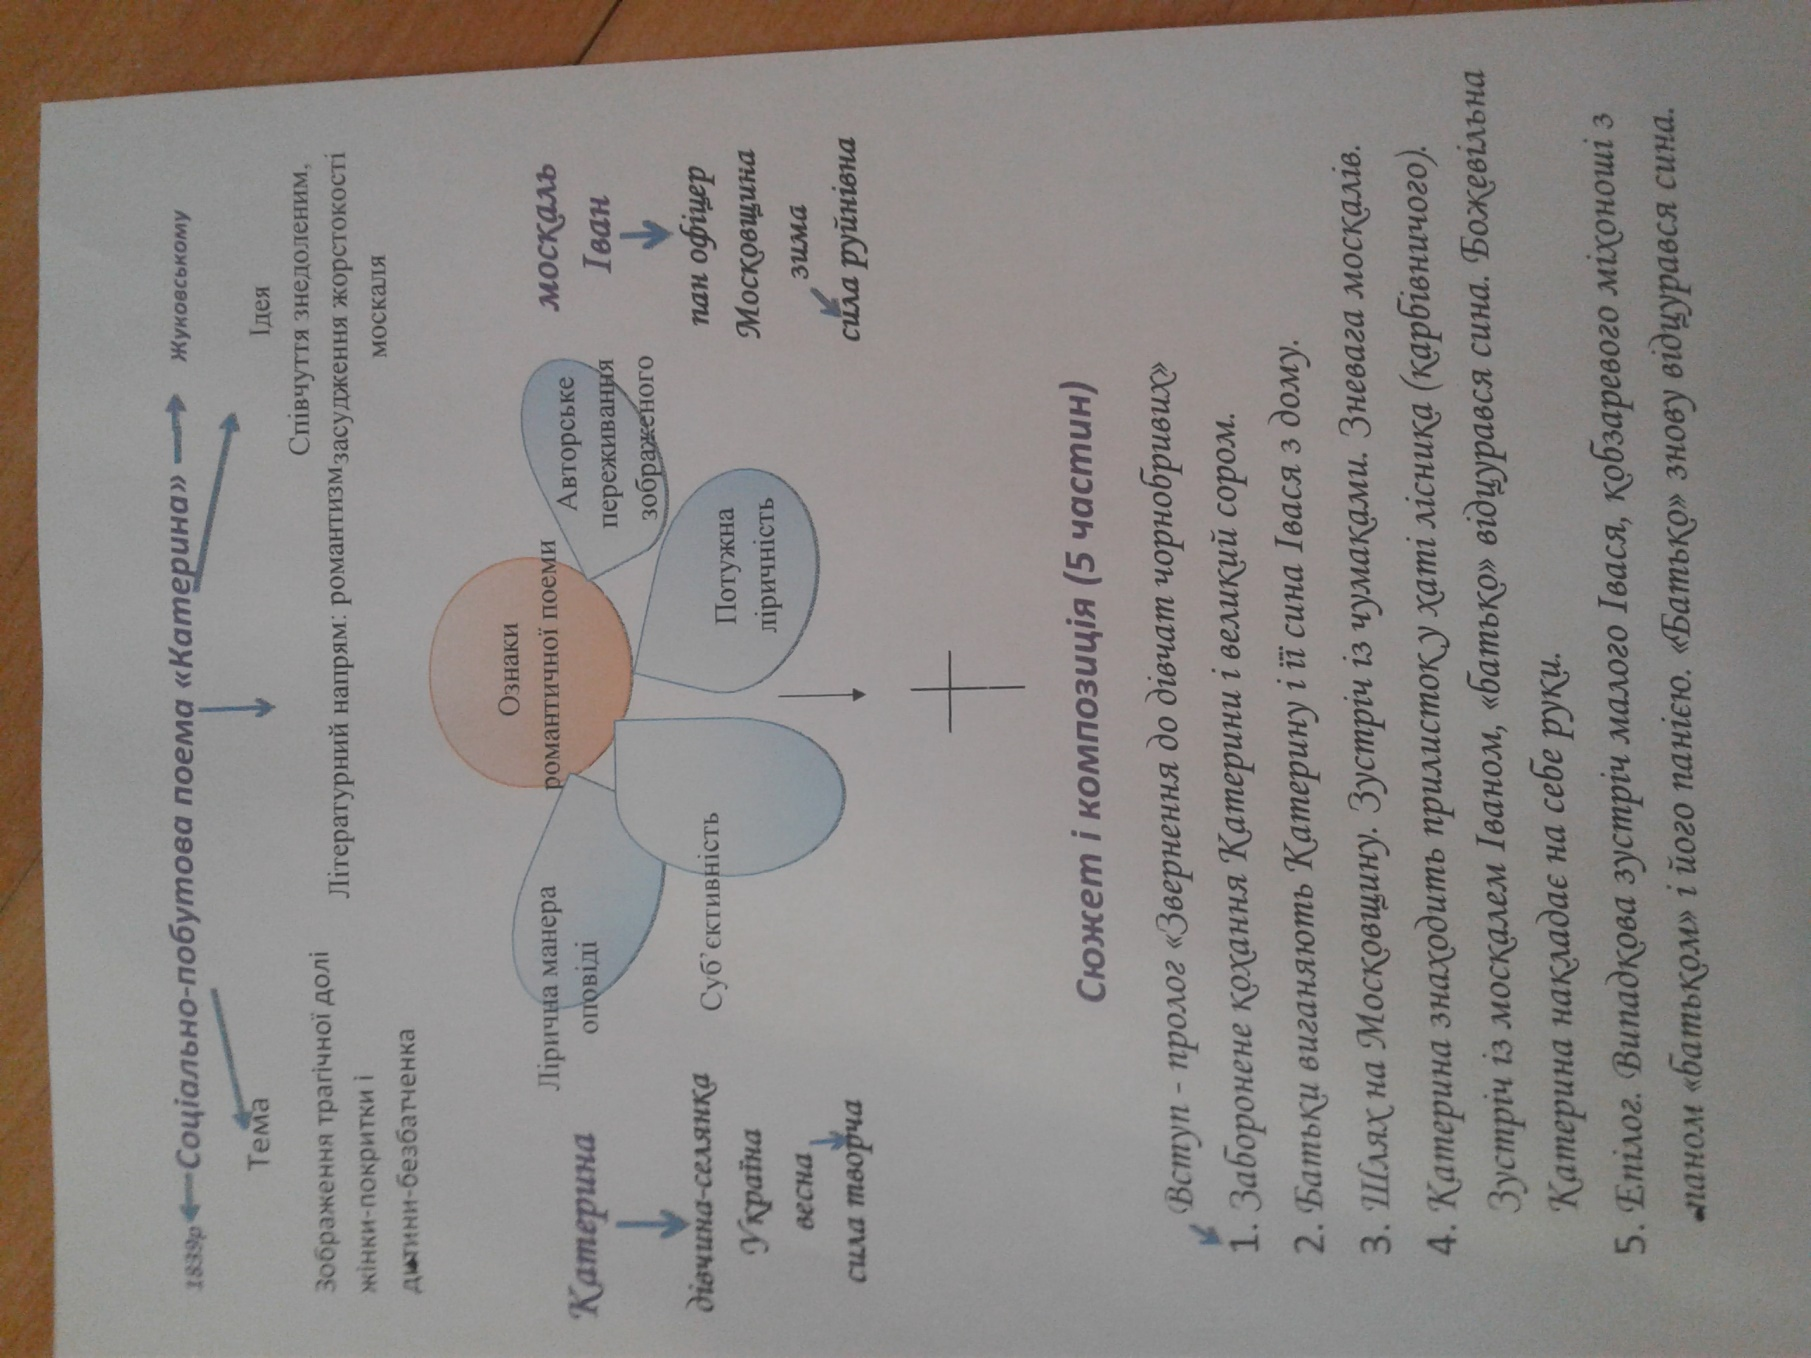 1839р Соціально-побутова поема «Катерина» Жуковському
Тема
Ідея
Зображення трагічної долі
жінки-покритки і
дитини-безбатченка
Літературний напрям: романтизм
Співчуття знедоленим,
засудження жорстокості
москаля
Ознаки
романтичної поеми
Лірична манера
оповіді
Суб'єктивність
Потужна
ліричність
Авторське
переживання
зображеного
Катерина
дівчина-селянка
Україна
весна
сила творча
москаль
Іван
пан офіцер
Московщина
зима
сила руйнівна
Сюжет і композиція (5 частин)
Вступ - пролог «Звернення до дівчат чорнобривих»
1. Заборонене кохання Катерини і великий сором.
2. Батьки виганяють Катерину і її сина Івася з дому.
3. Шлях на Московщину. Зустріч із чумаками. Зневага москалів.
4. Катерина знаходить прилистоку хаті лісника (карбівничого).
Зустріч із москалем Іваном, «батько» відцурався сина. Божевільна
Катерина накладає на себе руки.
5. Епілог. Випадкова зустріч малого Івася, кобзаревого міхоноші з
паном «батьком» і його панією. «Батько» знову відцурався сина.